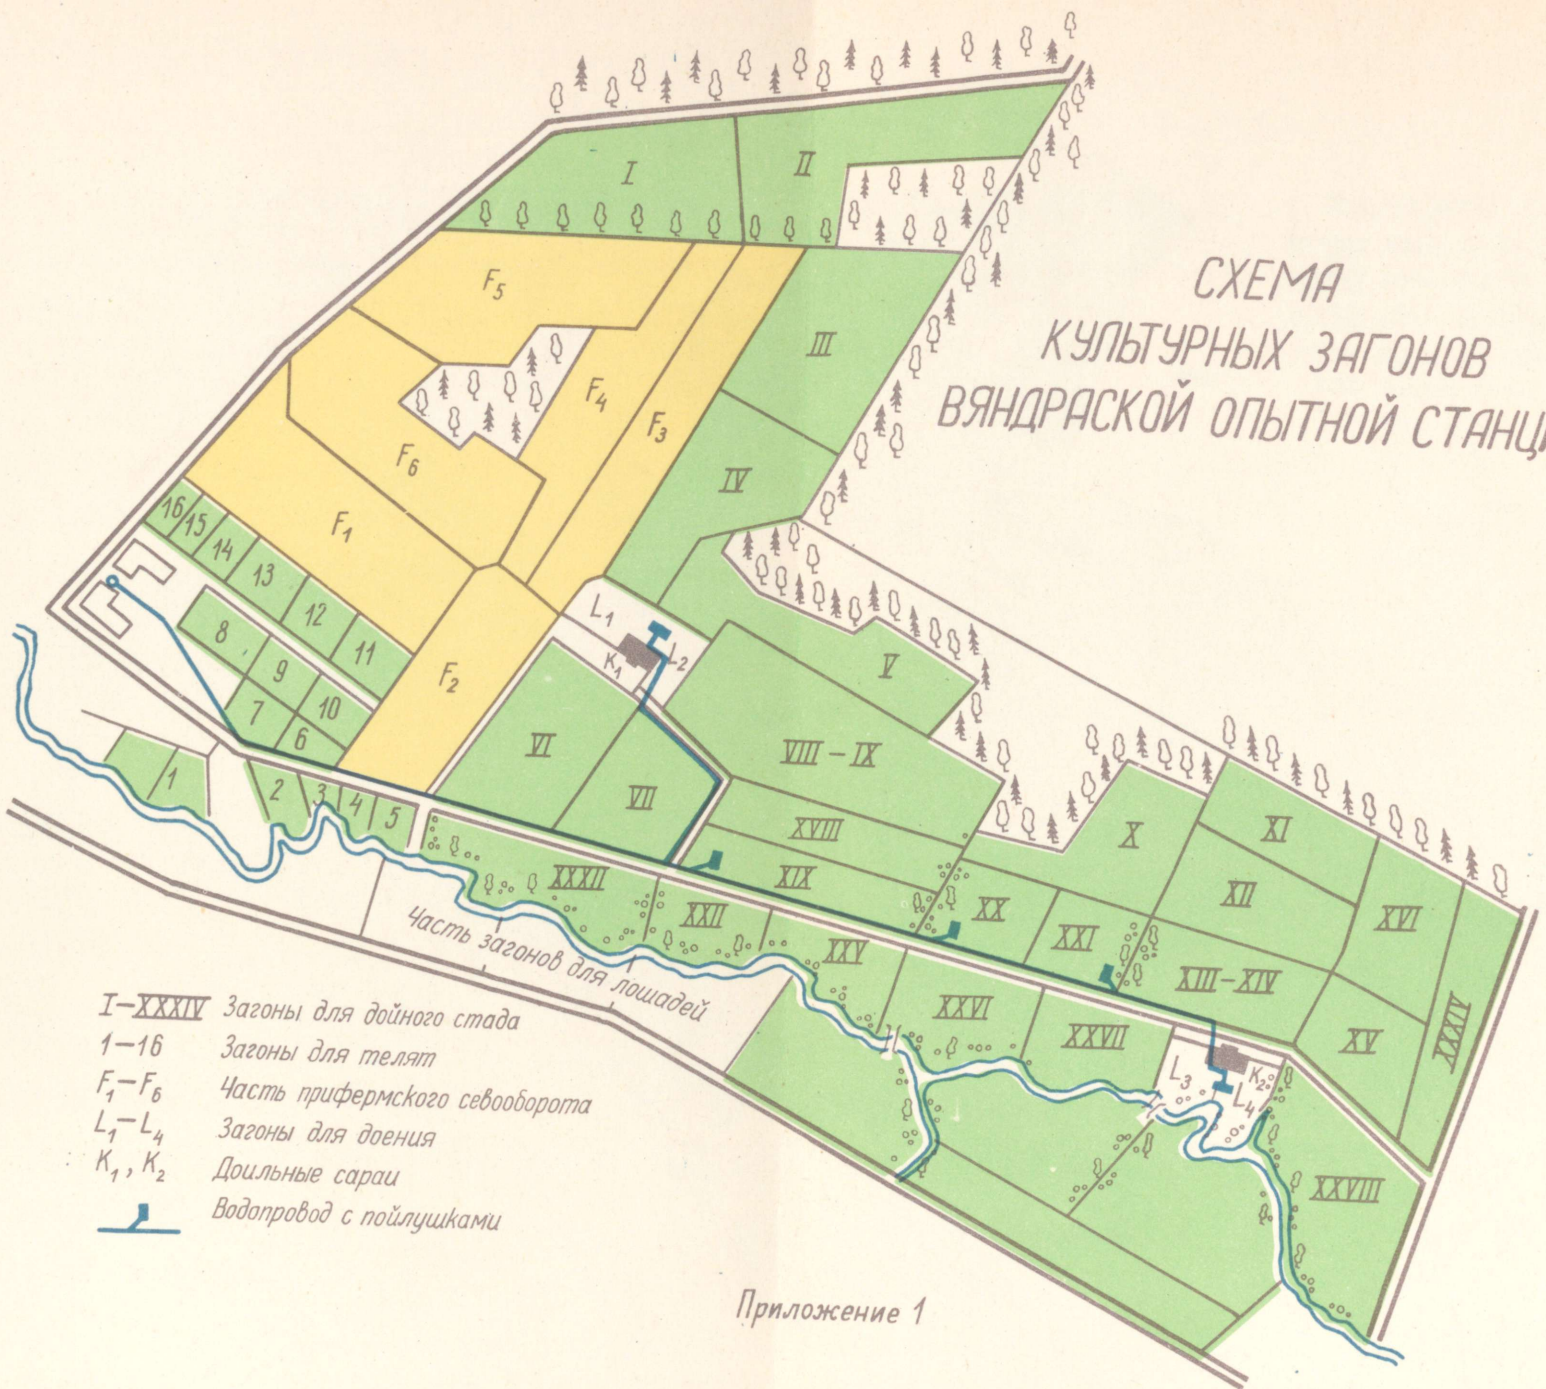 СХЕМА
КУЛЬТУРНЫХ ЗАГОНОВ
ВЯНДРАСКОЙ ОПЫТНОЙ
I
II
III
IV
V
VI
VII
VIII–IX
X
XI
XII
XIII–XIV
XV
XVI
XVIII
XIX
XX
XXI
XXII
XXV
XXVI
XXVII
XXVIII
XXXII
XXXIV
F₅
F₄
F₃
F₆
F₁
F₂
16
15
14
13
12
11
8
9
10
7
6
1
2
3
4
5
L₁
K₁
L₂
L₃
K₂
L₄
Часть загонов для лошадей
I–XXXIV Загоны для дойного стада
1–16 Загоны для телят
F₁–F₆ Часть прифермского севооборота
L₁–L₄ Загоны для доения
K₁, K₂ Доильные сараи
Водопровод с пойлушками
Приложение 1